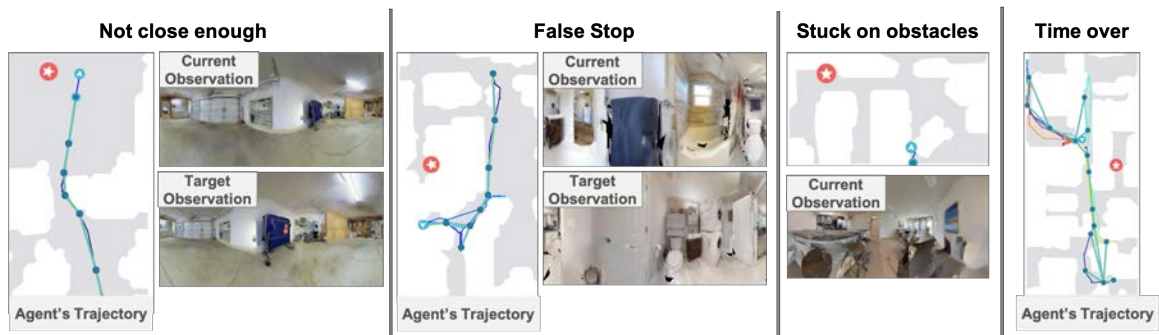 Not close enough
Current
Observation
Target
Observation
Agent's Trajectory
False Stop
Current
Observation
Target
Observation
Agent's Trajectory
Stuck on obstacles
Current
Observation
Time over
Agent's Trajectory